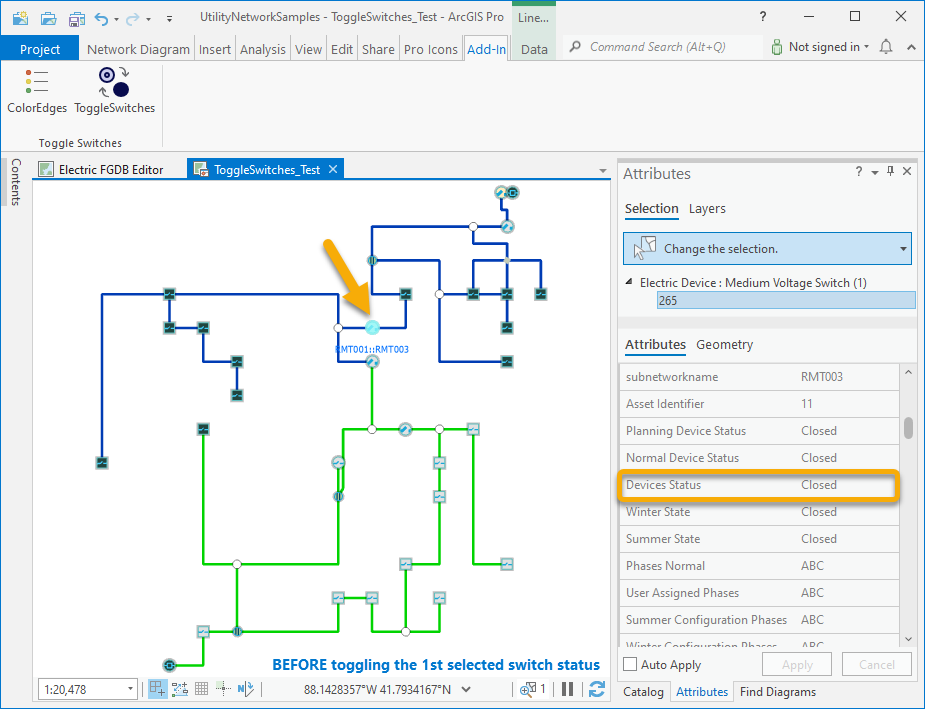 UtilityNetworkSamples - ToggleSwitches_Test - ArcGIS Pro
Line...
?
Project
Network Diagram
Insert
Analysis
View
Edit
Share
Pro Icons
Add-In
Data
Command Search (Alt+Q)
Not signed in
ColorEdges
ToggleSwitches
Toggle Switches
Contents
Electric FGDB Editor
ToggleSwitches_Test
RMT001::RMT003
BEFORE toggling the 1st selected switch status
1:20,478
88.1428357°W 41.7934167°N
1
Attributes
?
Selection
Layers
Change the selection.
Electric Device : Medium Voltage Switch (1)
265
Attributes
Geometry
subnetworkname RMT003
Asset Identifier 11
Planning Device Status Closed
Normal Device Status Closed
Devices Status Closed
Winter State Closed
Summer State Closed
Phases Normal ABC
User Assigned Phases ABC
Summer Configuration Phases ABC
Winter Configuration Phases ABC
Auto Apply
Apply
Cancel
Catalog
Attributes
Find Diagrams